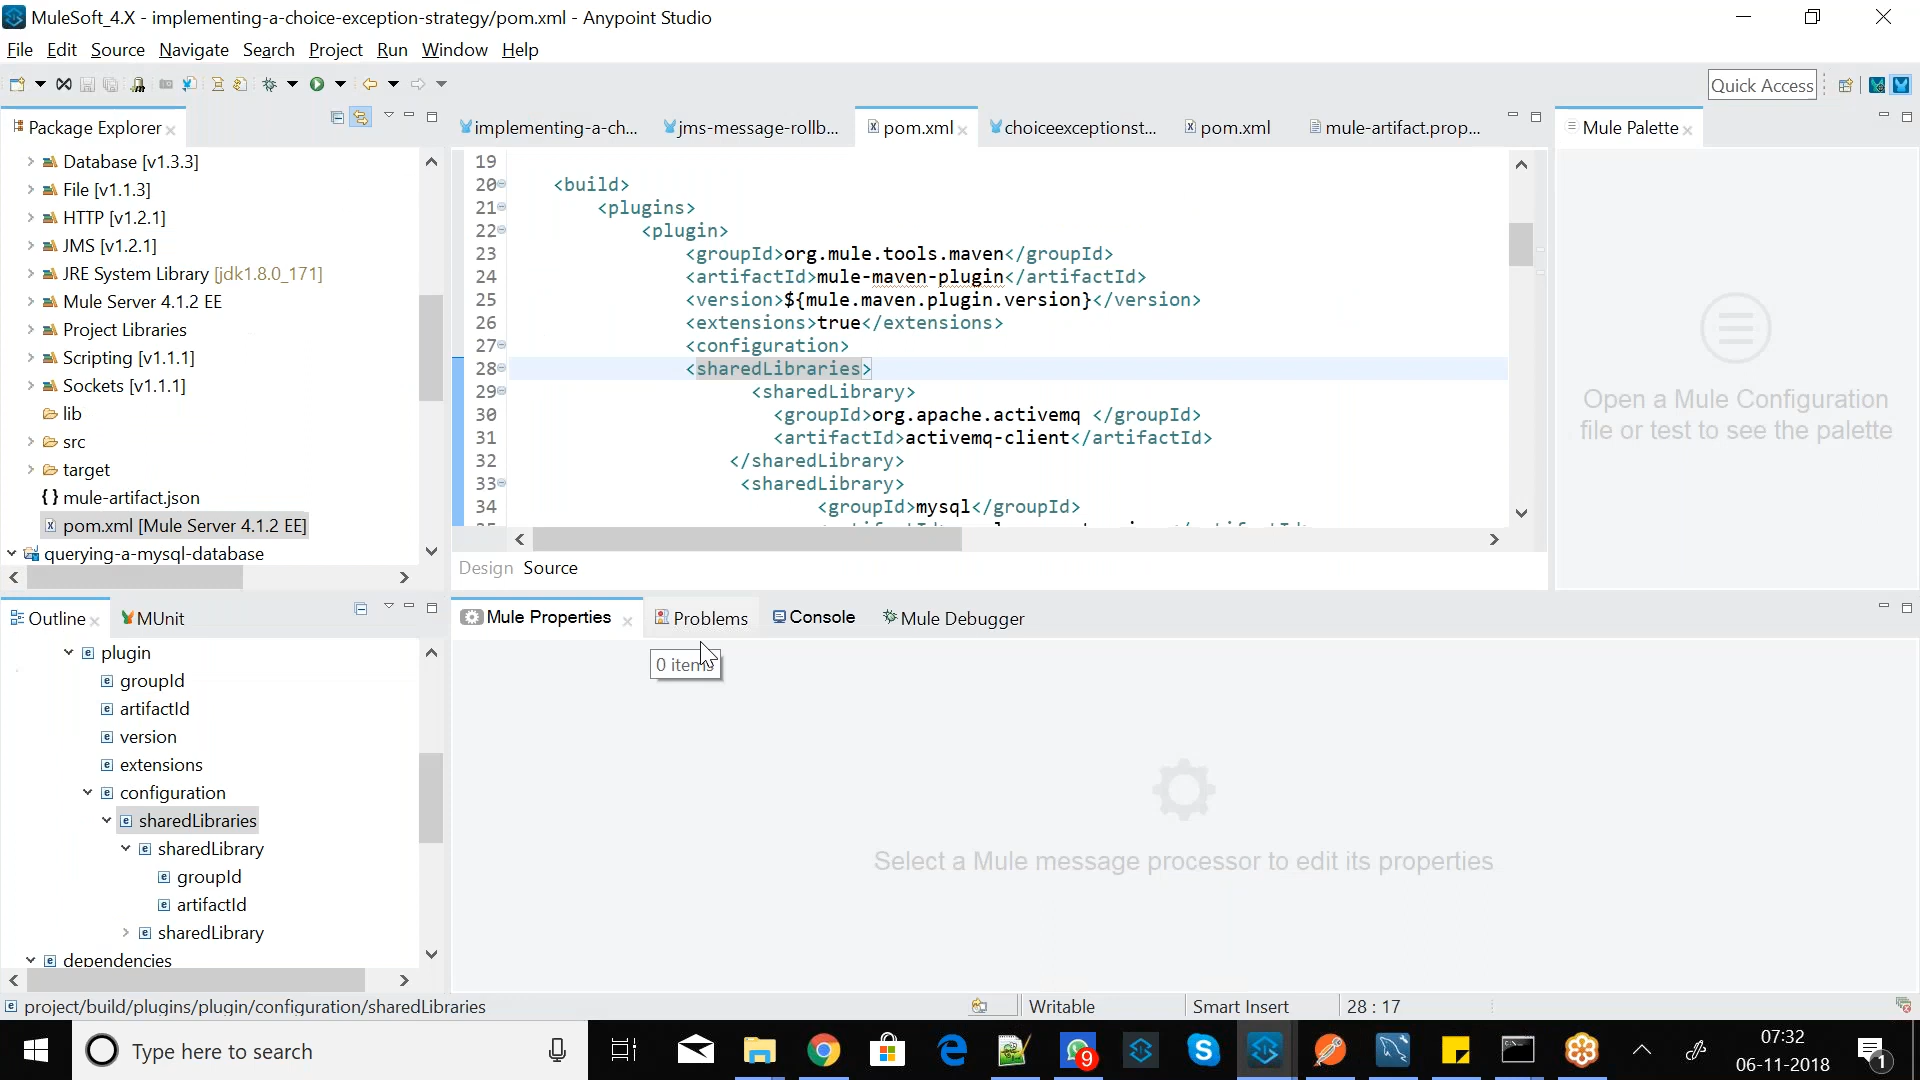 MuleSoft_4.X - implementing-a-choice-exception-strategy/pom.xml - Anypoint Studio
File Edit Source Navigate Search Project Run Window Help
Quick Access
Package Explorer
implementing-a-ch...
jms-message-rollb...
pom.xml
choiceexceptionst...
pom.xml
mule-artifact.prop...
Mule Palette
Database [v1.3.3]
File [v1.1.3]
HTTP [v1.2.1]
JMS [v1.2.1]
JRE System Library [jdk1.8.0_171]
Mule Server 4.1.2 EE
Project Libraries
Scripting [v1.1.1]
Sockets [v1.1.1]
lib
src
target
mule-artifact.json
pom.xml [Mule Server 4.1.2 EE]
querying-a-mysql-database
19
20 <build>
21 <plugins>
22 <plugin>
23 <groupId>org.mule.tools.maven</groupId>
24 <artifactId>mule-maven-plugin</artifactId>
25 <version>${mule.maven.plugin.version}</version>
26 <extensions>true</extensions>
27 <configuration>
28 <sharedLibraries>
29 <sharedLibrary>
30 <groupId>org.apache.activemq </groupId>
31 <artifactId>activemq-client</artifactId>
32 </sharedLibrary>
33 <sharedLibrary>
34 <groupId>mysql</groupId>
Design Source
Open a Mule Configuration
file or test to see the palette
Outline
MUnit
plugin
groupId
artifactId
version
extensions
configuration
sharedLibraries
sharedLibrary
groupId
artifactId
sharedLibrary
dependencies
Mule Properties
Problems
Console
Mule Debugger
0 items
Select a Mule message processor to edit its properties
project/build/plugins/plugin/configuration/sharedLibraries
Writable
Smart Insert
28 : 17
Type here to search
9
07:32
06-11-2018
1